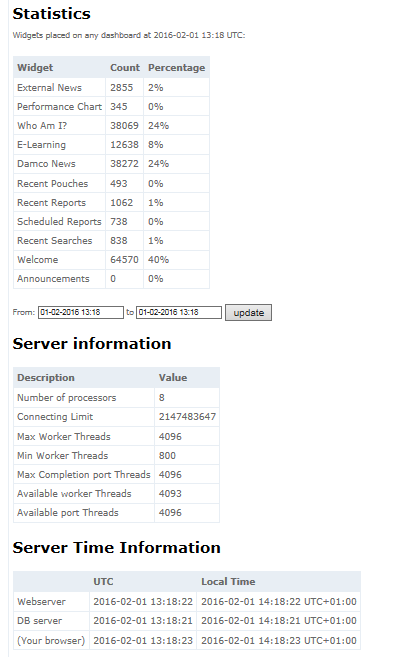 Statistics
Widgets placed on any dashboard at 2016-02-01 13:18 UTC:
Widget Count Percentage
External News 2855 2%
Performance Chart 345 0%
Who Am I? 38069 24%
E-Learning 12638 8%
Damco News 38272 24%
Recent Pouches 493 0%
Recent Reports 1062 1%
Scheduled Reports 738 0%
Recent Searches 838 1%
Welcome 64570 40%
Announcements 0 0%
From: 01-02-2016 13:18 to 01-02-2016 13:18 update
Server information
Description Value
Number of processors 8
Connecting Limit 2147483647
Max Worker Threads 4096
Min Worker Threads 800
Max Completion port Threads 4096
Available worker Threads 4093
Available port Threads 4096
Server Time Information
UTC Local Time
Webserver 2016-02-01 13:18:22 2016-02-01 14:18:22 UTC+01:00
DB server 2016-02-01 13:18:21 2016-02-01 14:18:21 UTC+01:00
(Your browser) 2016-02-01 13:18:23 2016-02-01 14:18:23 UTC+01:00